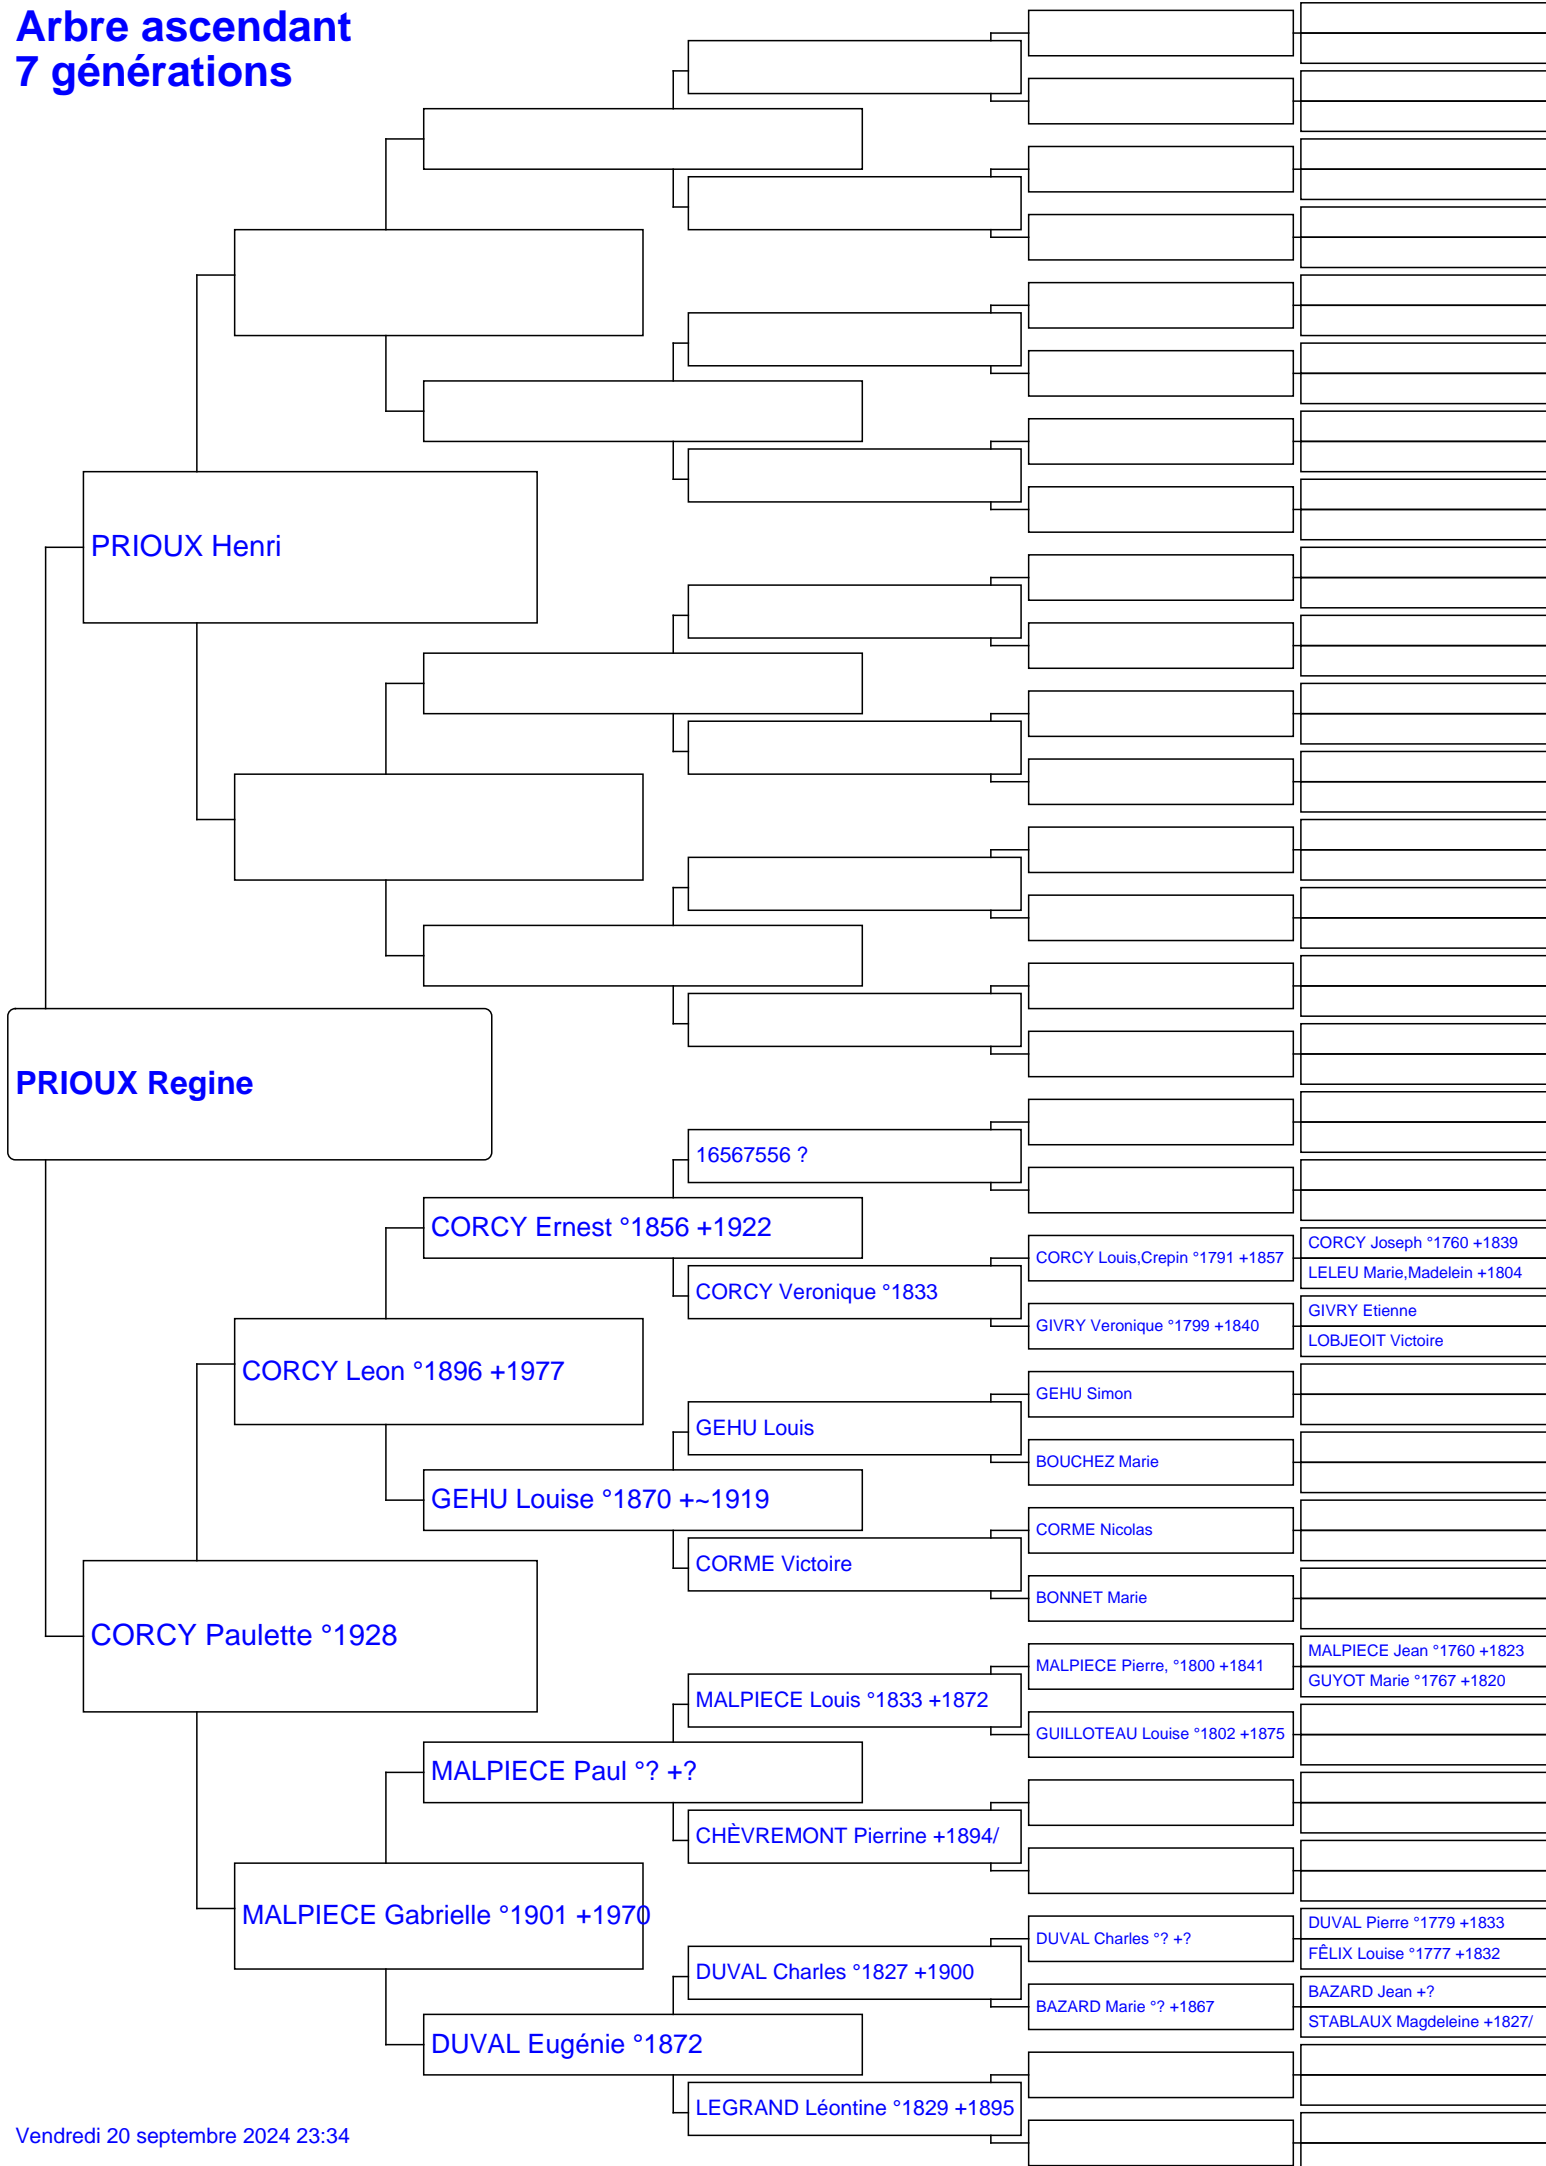 Arbre ascendant
7 générations
PRIOUX Henri
PRIOUX Regine
16567556 ?
CORCY Ernest °1856 +1922
CORCY Joseph °1760 +1839
CORCY Louis,Crepin °1791 +1857
LELEU Marie,Madelein +1804
CORCY Veronique °1833
GIVRY Etienne
GIVRY Veronique °1799 +1840
LOBJEOIT Victoire
CORCY Leon °1896 +1977
GEHU Simon
GEHU Louis
BOUCHEZ Marie
GEHU Louise °1870 +~1919
CORME Nicolas
CORME Victoire
BONNET Marie
CORCY Paulette °1928
MALPIECE Jean °1760 +1823
MALPIECE Pierre, °1800 +1841
GUYOT Marie °1767 +1820
MALPIECE Louis °1833 +1872
GUILLOTEAU Louise °1802 +1875
MALPIECE Paul °? +?
CHÈVREMONT Pierrine +1894/
MALPIECE Gabrielle °1901 +1970
DUVAL Pierre °1779 +1833
DUVAL Charles °? +?
FÊLIX Louise °1777 +1832
DUVAL Charles °1827 +1900
BAZARD Jean +?
BAZARD Marie °? +1867
STABLAUX Magdeleine +1827/
DUVAL Eugénie °1872
LEGRAND Léontine °1829 +1895
Vendredi 20 septembre 2024 23:34